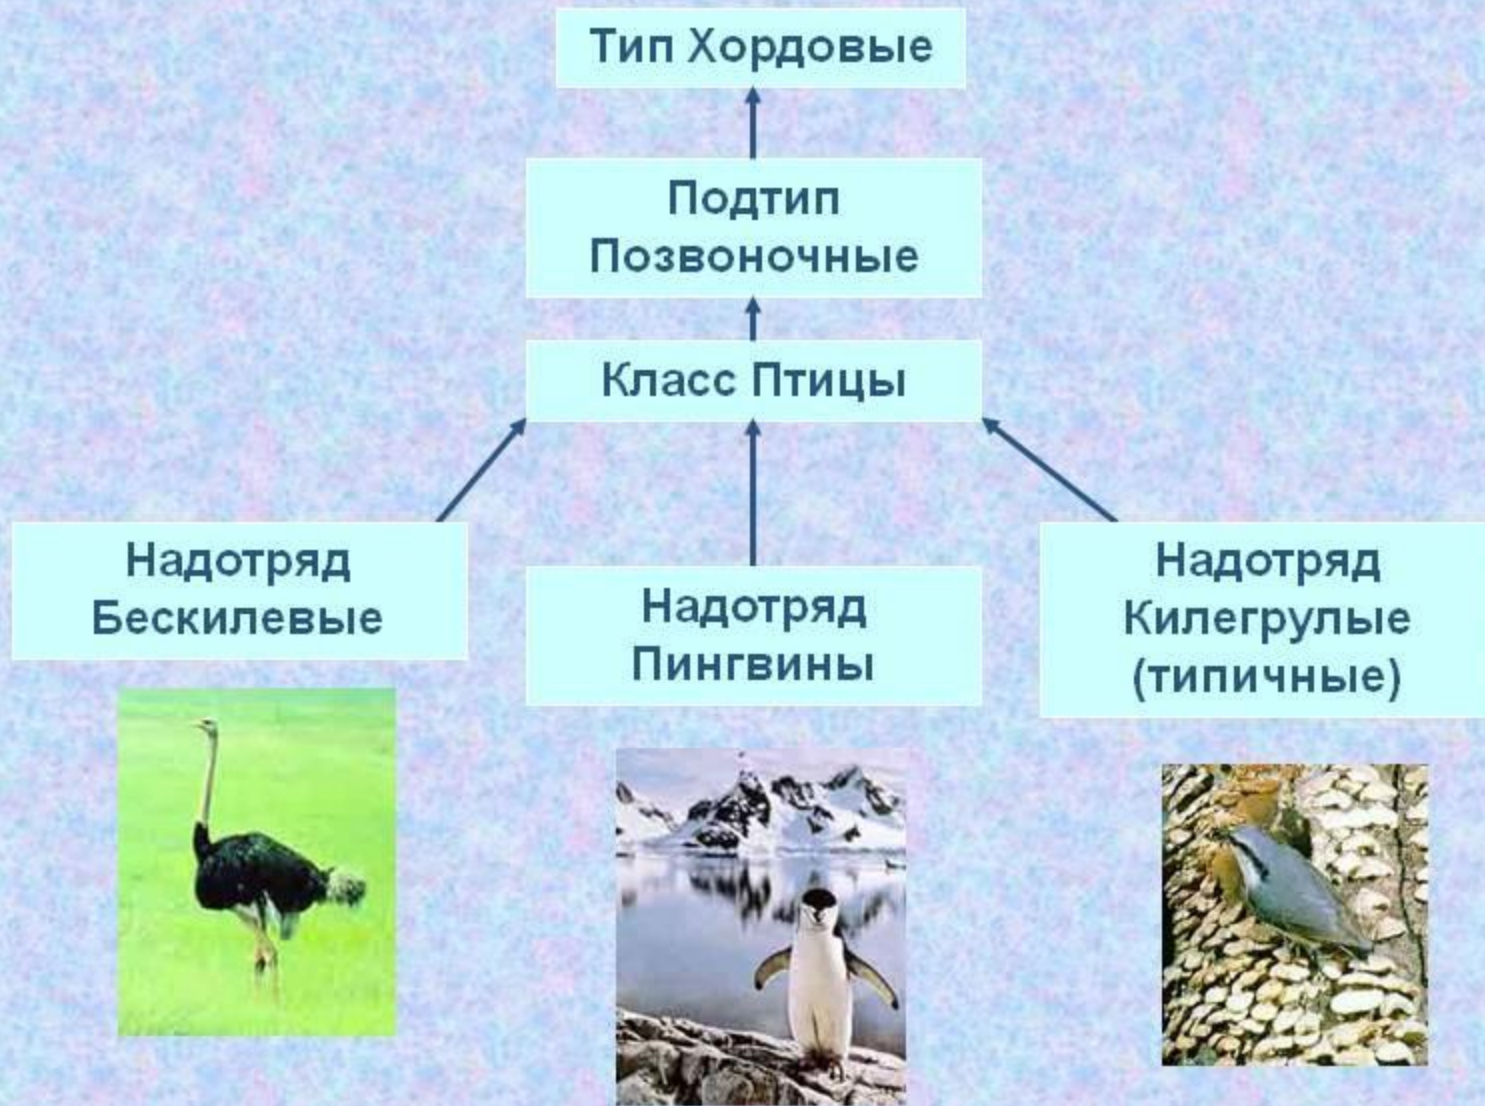 Тип Хордовые
Подтип
Позвоночные
Класс Птицы
Надотряд
Бескилевые
Надотряд
Пингвины
Надотряд
Килегрулые
(типичные)